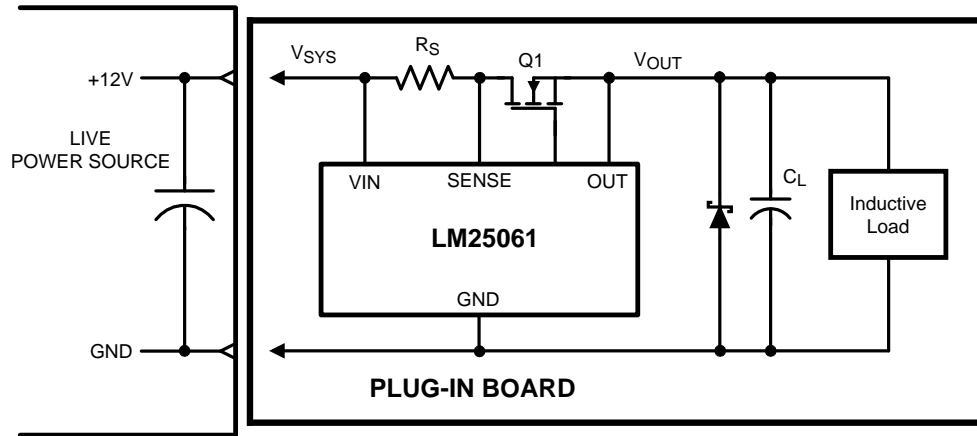 +12V
LIVE
POWER SOURCE
GND
VSYS
RS
Q1
VOUT
VIN
SENSE
OUT
LM25061
GND
CL
Inductive
Load
PLUG-IN BOARD